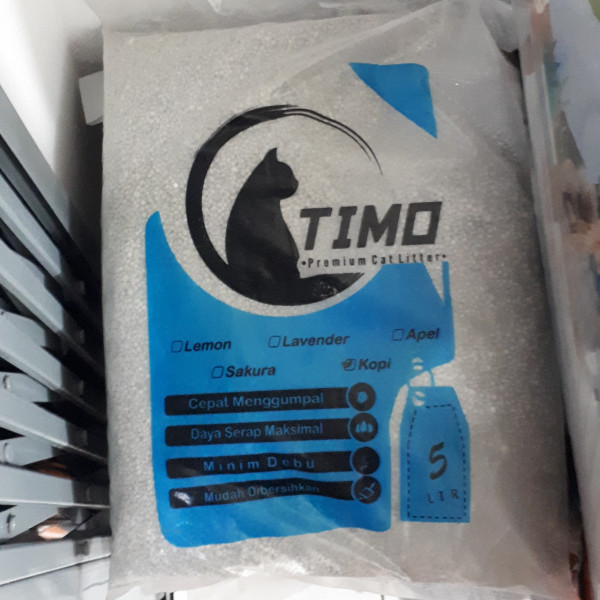 TIMO
•Premium Cat Litter•
Lemon
Lavender
Apel
Sakura
Kopi
Cepat Menggumpal
Daya Serap Maksimal
Minim Debu
Mudah Dibersihkan
5
LTR